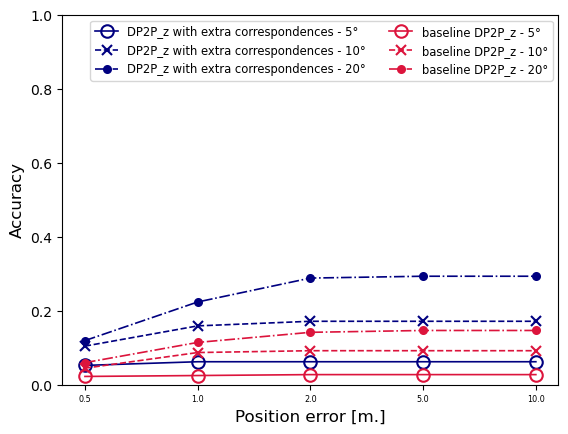 DP2P_z with extra correspondences - 5°
DP2P_z with extra correspondences - 10°
DP2P_z with extra correspondences - 20°
baseline DP2P_z - 5°
baseline DP2P_z - 10°
baseline DP2P_z - 20°
1.0
0.8
0.6
0.4
0.2
0.0
Accuracy
0.5 1.0 2.0 5.0 10.0
Position error [m.]